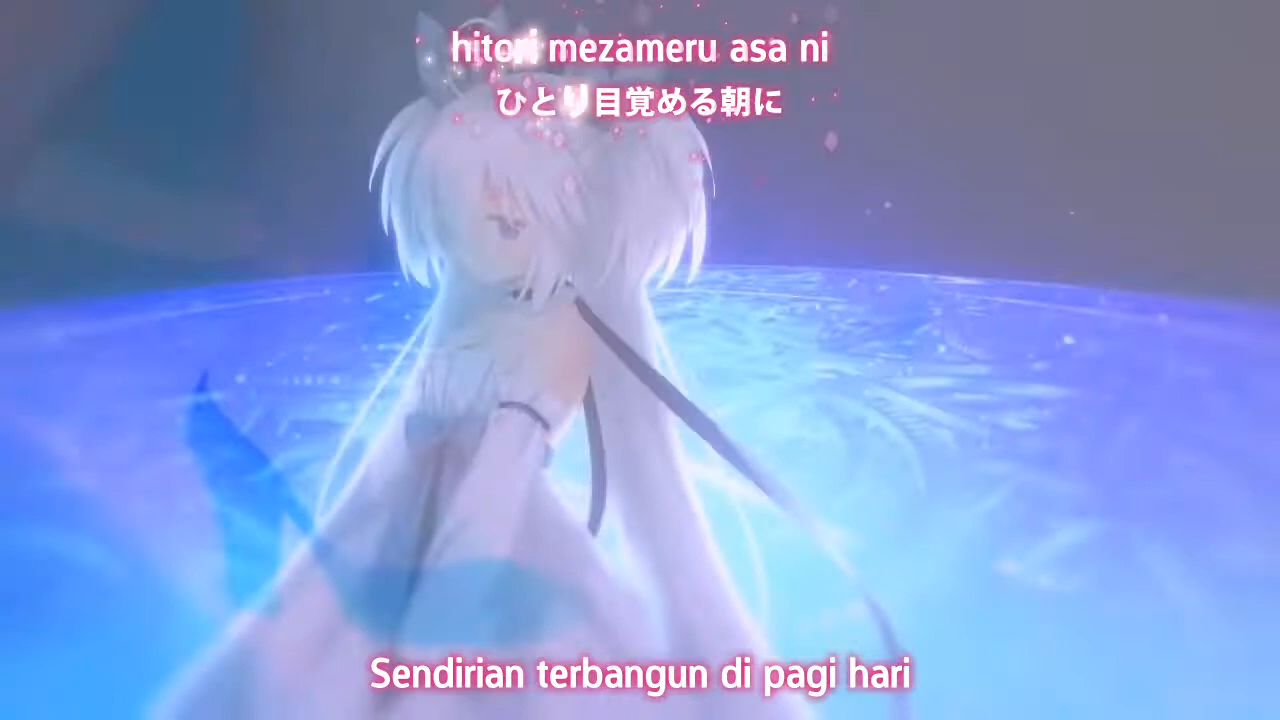 hitori mezameru asa ni
ひとり目覚める朝に
Sendirian terbangun di pagi hari